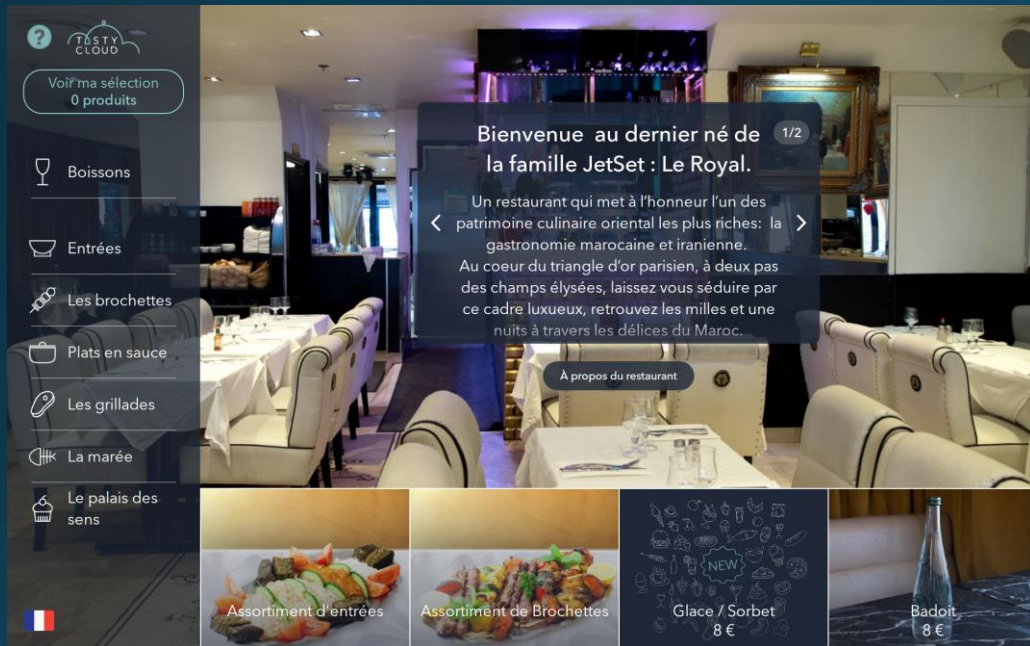 ?
TASTY
CLOUD
Voir ma sélection
0 produits
Boissons
Entrées
Les brochettes
Plats en sauce
Les grillades
La marée
Le palais des
sens
Bienvenue au dernier né de
la famille JetSet : Le Royal.
1/2
Un restaurant qui met à l'honneur l'un des
patrimoine culinaire oriental les plus riches: la
gastronomie marocaine et iranienne.
Au coeur du triangle d'or parisien, à deux pas
des champs élysées, laissez vous séduire par
ce cadre luxueux, retrouvez les milles et une
nuits à travers les délices du Maroc.
À propos du restaurant
Assortiment d'entrées
Assortiment de Brochettes
NEW
Glace / Sorbet
8 €
Badoit
8 €